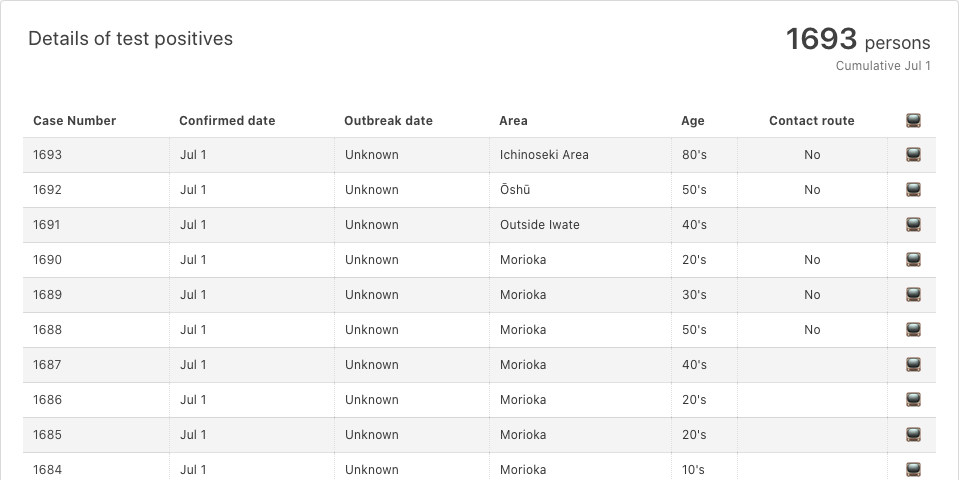 Details of test positives
1693 persons
Cumulative Jul 1
Case Number Confirmed date Outbreak date Area Age Contact route
1693 Jul 1 Unknown Ichinoseki Area 80's No
1692 Jul 1 Unknown Ōshū 50's No
1691 Jul 1 Unknown Outside Iwate 40's
1690 Jul 1 Unknown Morioka 20's No
1689 Jul 1 Unknown Morioka 30's No
1688 Jul 1 Unknown Morioka 50's No
1687 Jul 1 Unknown Morioka 40's
1686 Jul 1 Unknown Morioka 20's
1685 Jul 1 Unknown Morioka 20's
1684 Jul 1 Unknown Morioka 10's